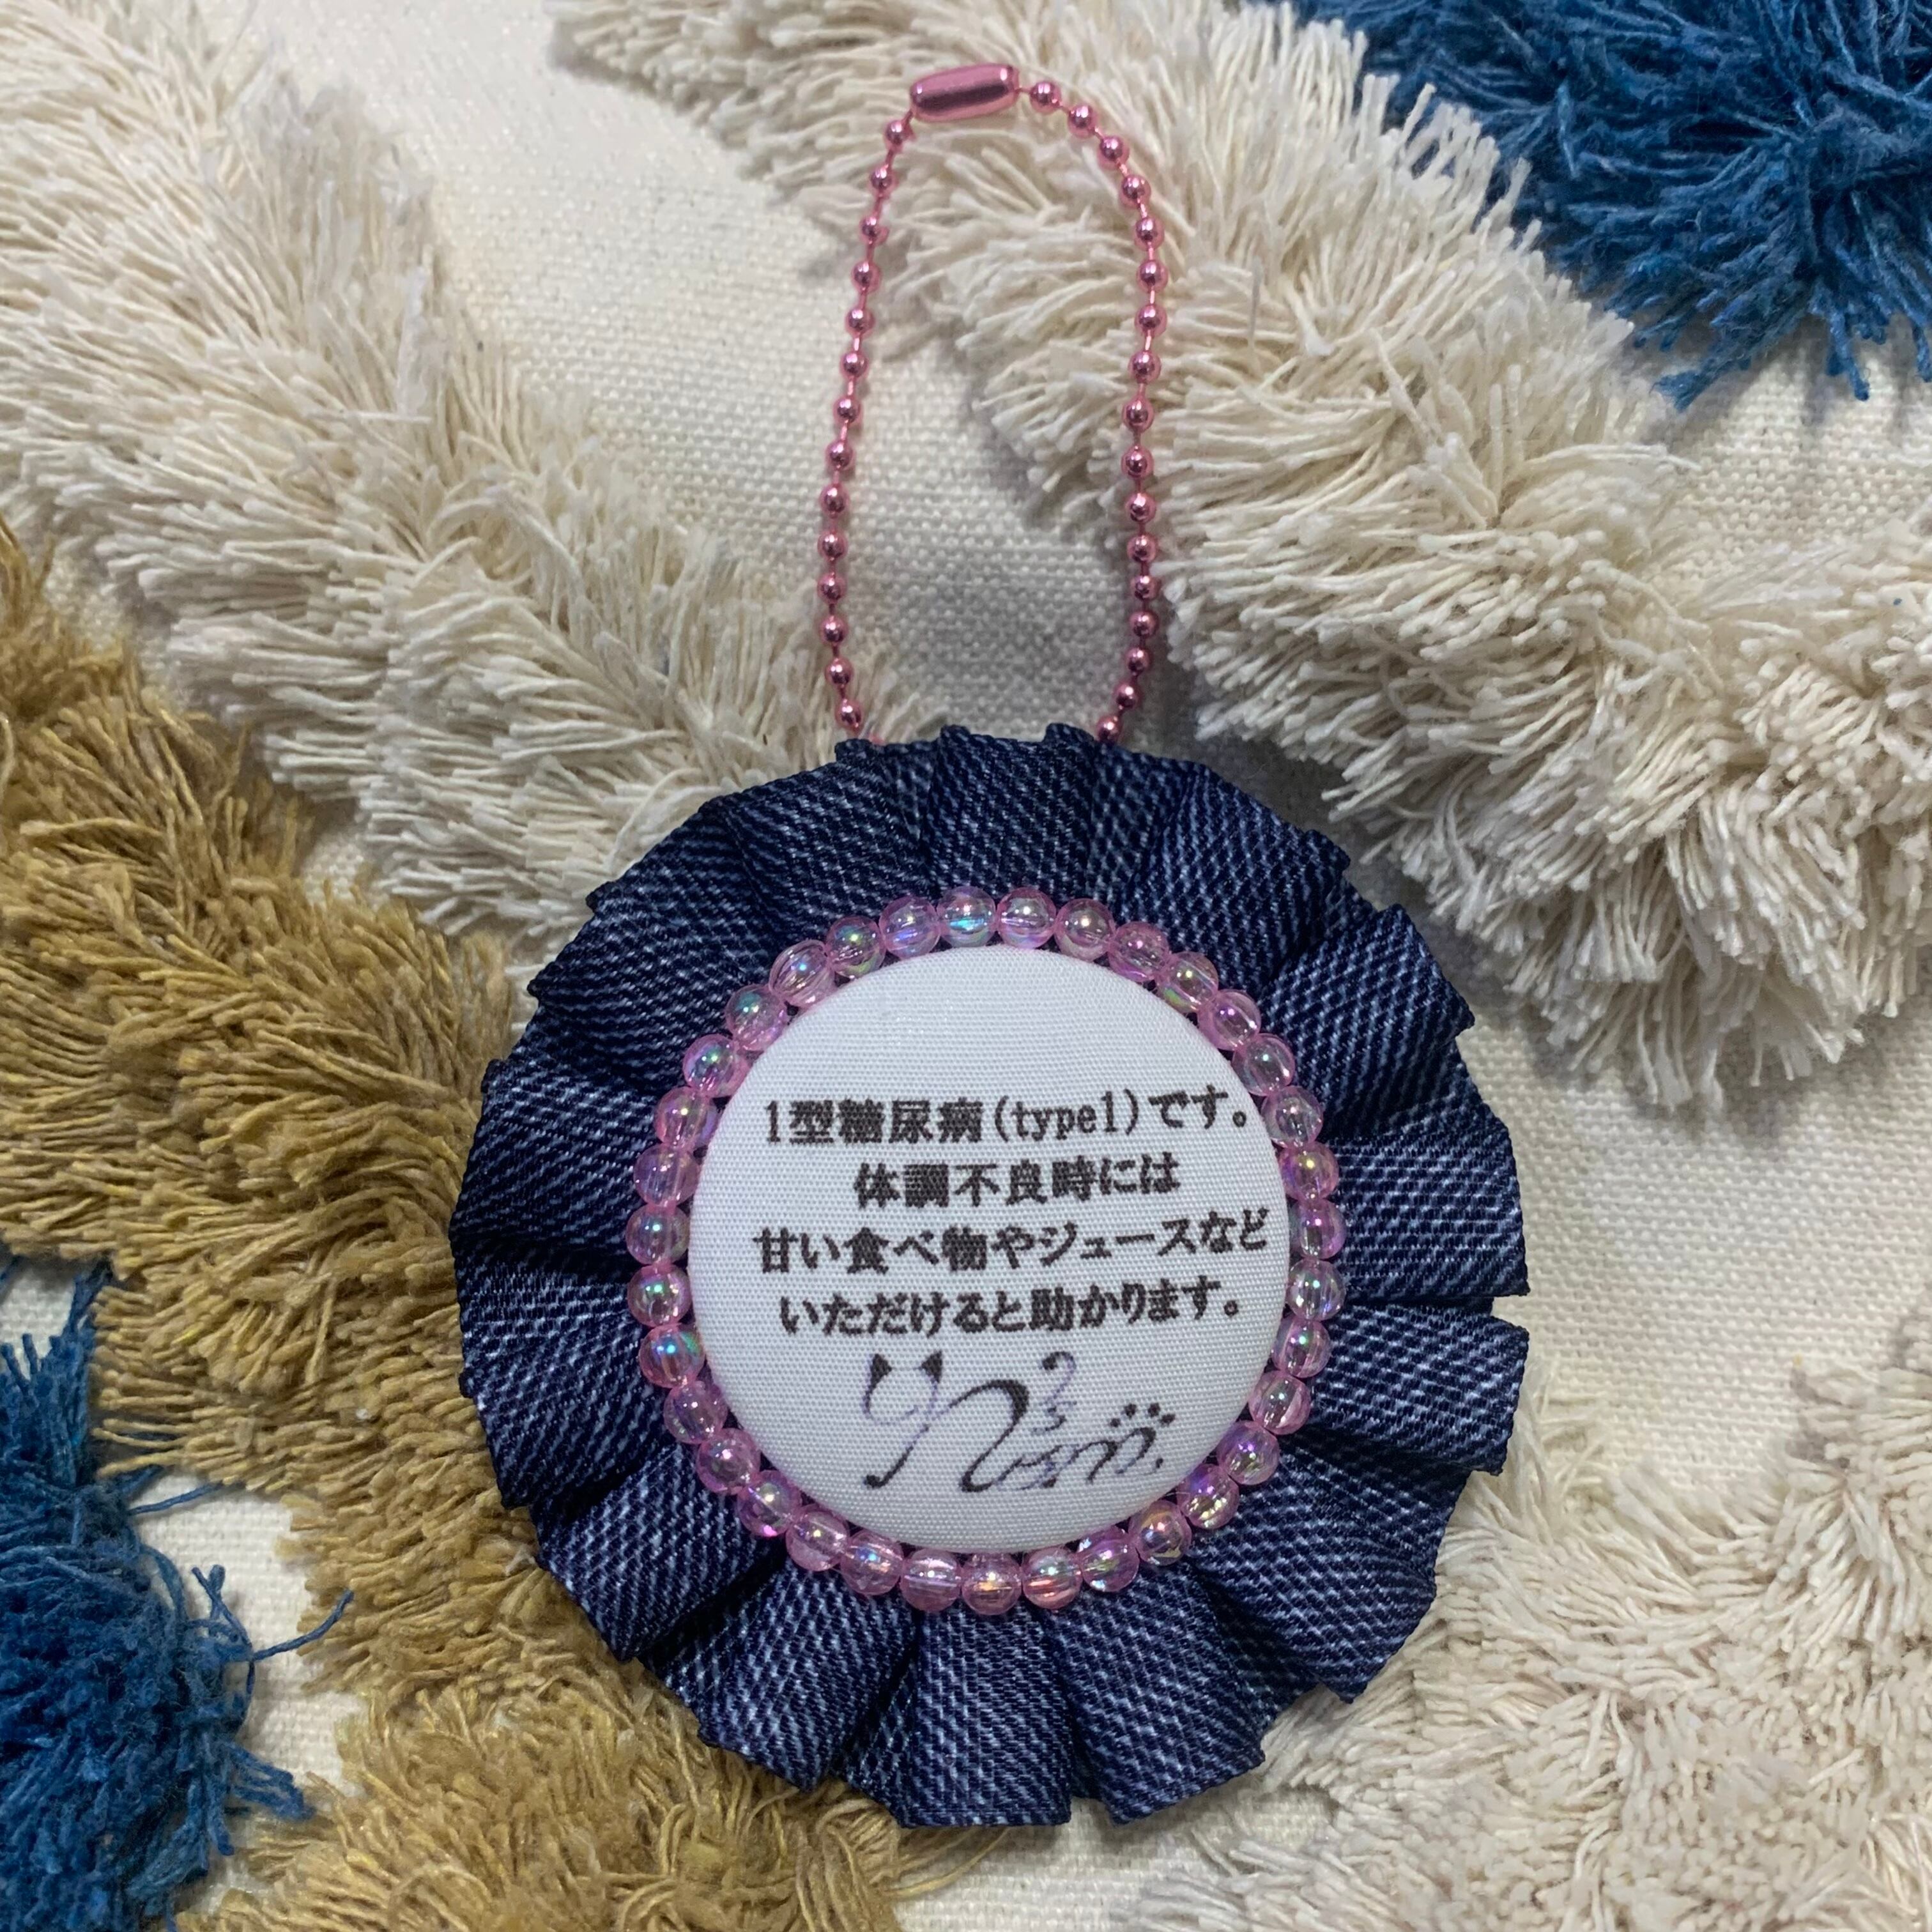 1型糖尿病(type1)です。
体調不良時には
甘い食べ物やジュースなど
いただけると助かります。